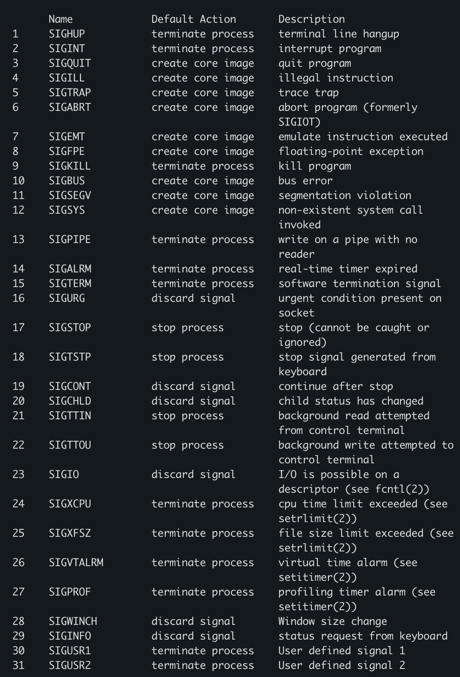 Name Default Action Description
1 SIGHUP terminate process terminal line hangup
2 SIGINT terminate process interrupt program
3 SIGQUIT create core image quit program
4 SIGILL create core image illegal instruction
5 SIGTRAP create core image trace trap
6 SIGABRT create core image abort program (formerly
SIGIOT)
7 SIGEMT create core image emulate instruction executed
8 SIGFPE create core image floating-point exception
9 SIGKILL terminate process kill program
10 SIGBUS create core image bus error
11 SIGSEGV create core image segmentation violation
12 SIGSYS create core image non-existent system call
invoked
13 SIGPIPE terminate process write on a pipe with no
reader
14 SIGALRM terminate process real-time timer expired
15 SIGTERM terminate process software termination signal
16 SIGURG discard signal urgent condition present on
socket
17 SIGSTOP stop process stop (cannot be caught or
ignored)
18 SIGTSTP stop process stop signal generated from
keyboard
19 SIGCONT discard signal continue after stop
20 SIGCHLD discard signal child status has changed
21 SIGTTIN stop process background read attempted
from control terminal
22 SIGTTOU stop process background write attempted to
control terminal
23 SIGIO discard signal I/O is possible on a
descriptor (see fcntl(2))
24 SIGXCPU terminate process cpu time limit exceeded (see
setrlimit(2))
25 SIGXFSZ terminate process file size limit exceeded (see
setrlimit(2))
26 SIGVTALRM terminate process virtual time alarm (see
setitimer(2))
27 SIGPROF terminate process profiling timer alarm (see
setitimer(2))
28 SIGWINCH discard signal Window size change
29 SIGINFO discard signal status request from keyboard
30 SIGUSR1 terminate process User defined signal 1
31 SIGUSR2 terminate process User defined signal 2